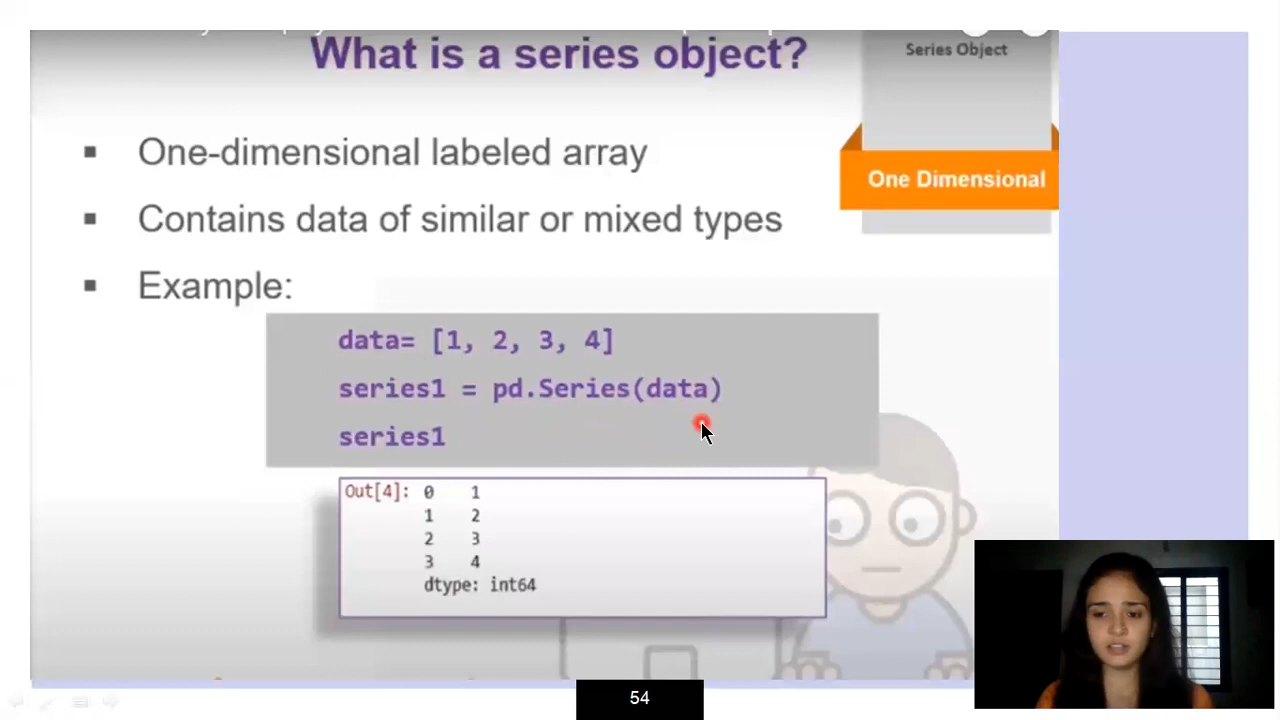 What is a series object?
Series Object
One Dimensional
▪ One-dimensional labeled array
▪ Contains data of similar or mixed types
▪ Example:
data= [1, 2, 3, 4]
series1 = pd.Series(data)
series1
Out[4]: 0 1
1 2
2 3
3 4
dtype: int64
54